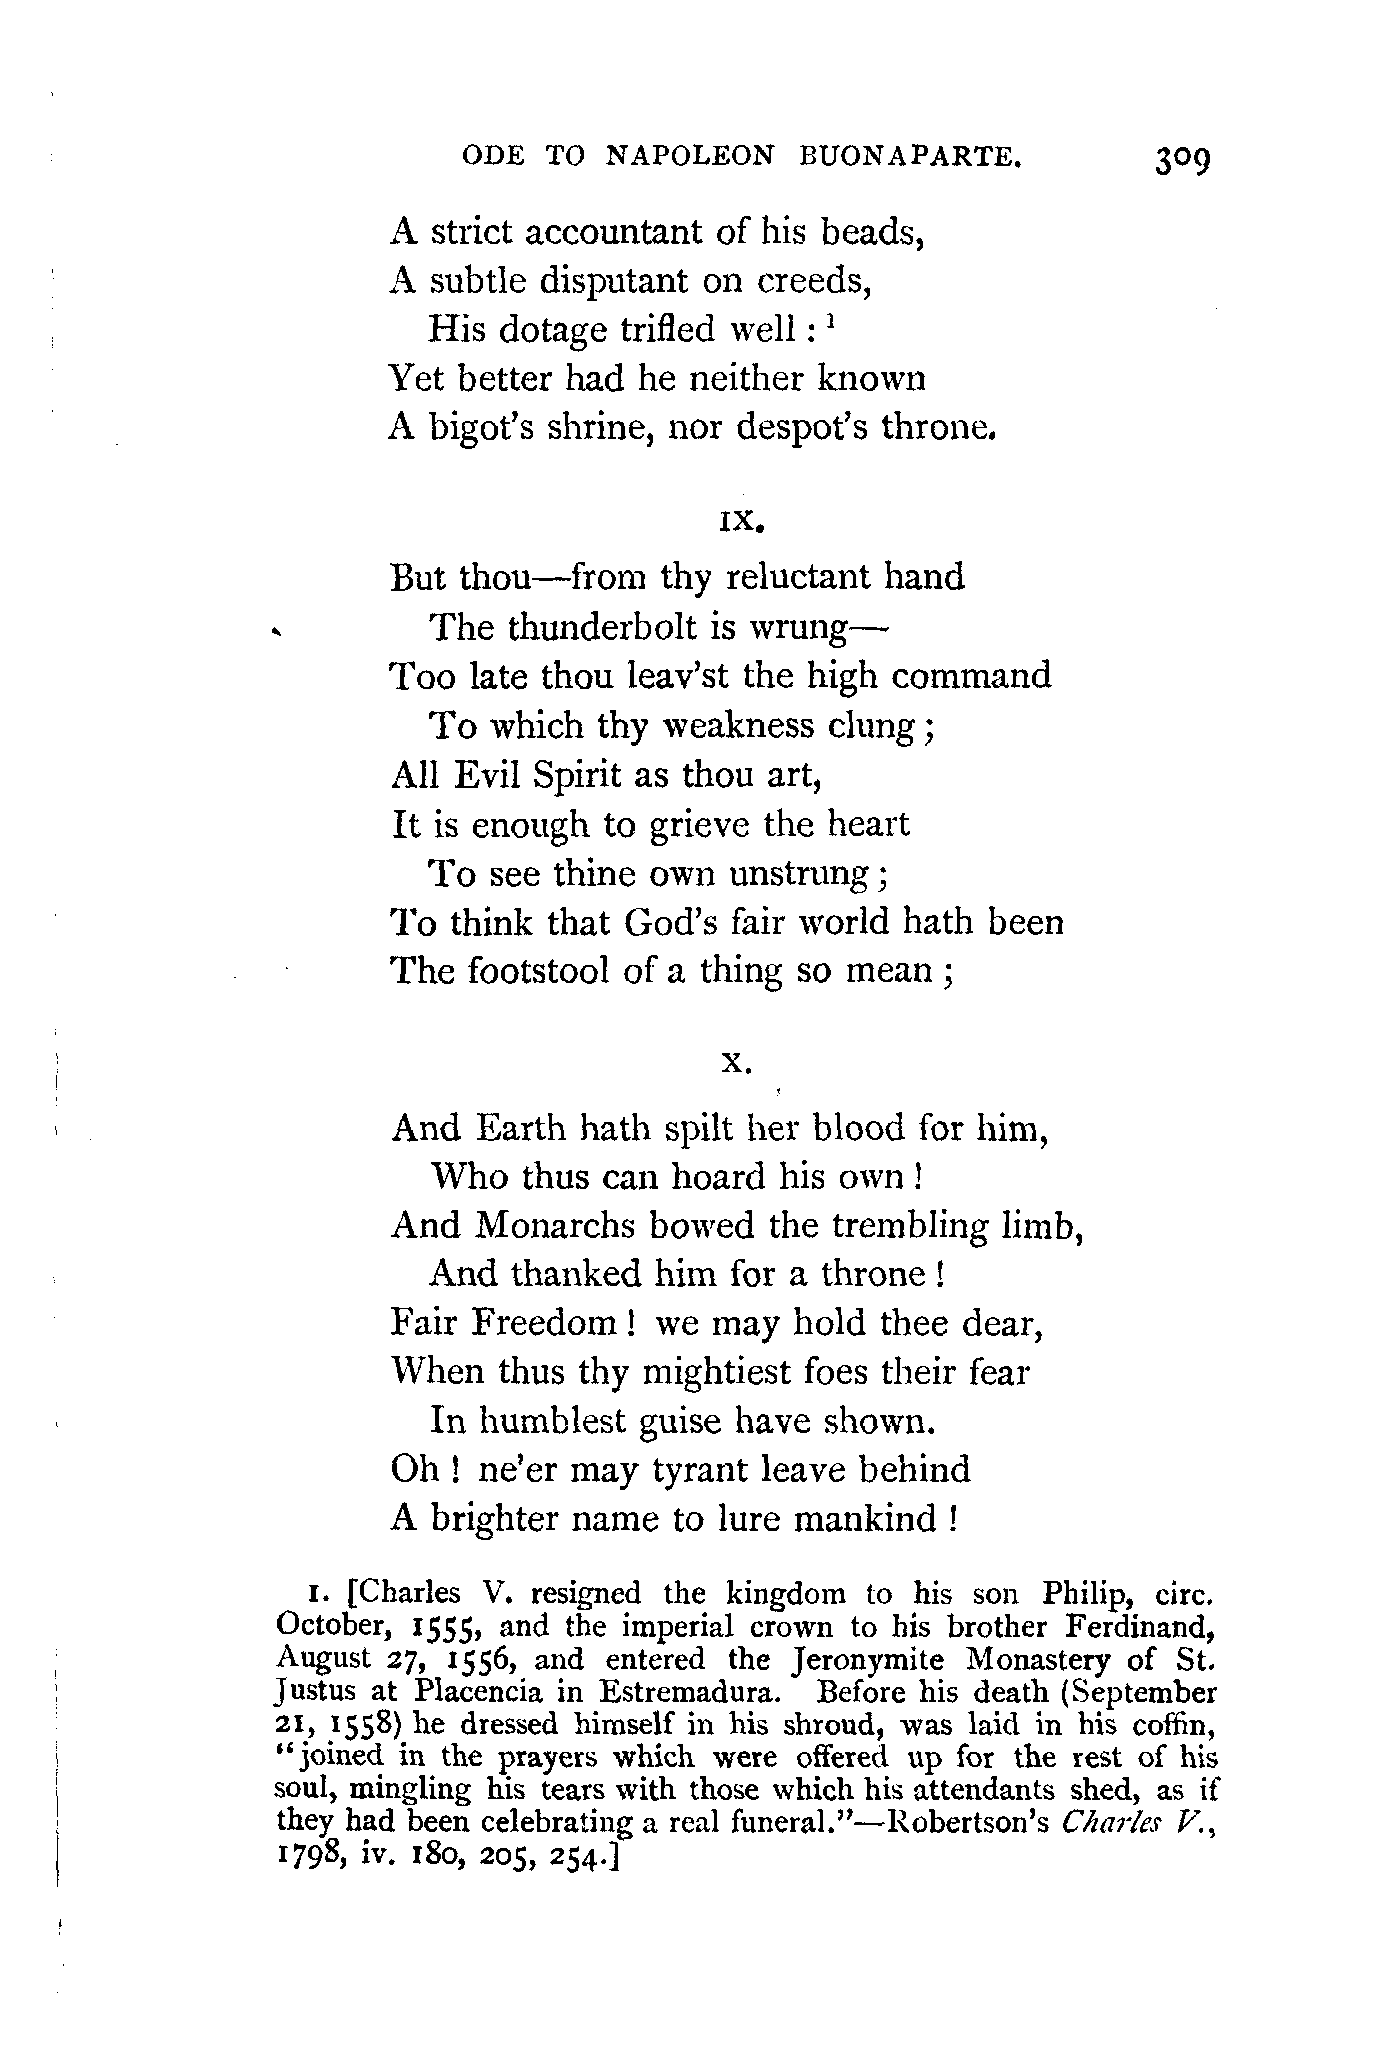 ODE TO NAPOLEON BUONAPARTE. 309
A strict accountant of his beads,
A subtle disputant on creeds,
His dotage trifled well : 1
Yet better had he neither known
A bigot's shrine, nor despot's throne.
IX.
But thou—from thy reluctant hand
The thunderbolt is wrung—
Too late thou leav'st the high command
To which thy weakness clung ;
All Evil Spirit as thou art,
It is enough to grieve the heart
To see thine own unstrung ;
To think that God's fair world hath been
The footstool of a thing so mean ;
X.
And Earth hath spilt her blood for him,
Who thus can hoard his own !
And Monarchs bowed the trembling limb,
And thanked him for a throne !
Fair Freedom ! we may hold thee dear,
When thus thy mightiest foes their fear
In humblest guise have shown.
Oh ! ne'er may tyrant leave behind
A brighter name to lure mankind !
1. [Charles V. resigned the kingdom to his son Philip, circ.
October, 1555, and the imperial crown to his brother Ferdinand,
August 27, 1556, and entered the Jeronymite Monastery of St.
Justus at Placencia in Estremadura. Before his death (September
21, 1558) he dressed himself in his shroud, was laid in his coffin,
"joined in the prayers which were offered up for the rest of his
soul, mingling his tears with those which his attendants shed, as if
they had been celebrating a real funeral."—Robertson's Charles V.,
1798, iv. 180, 205, 254.]